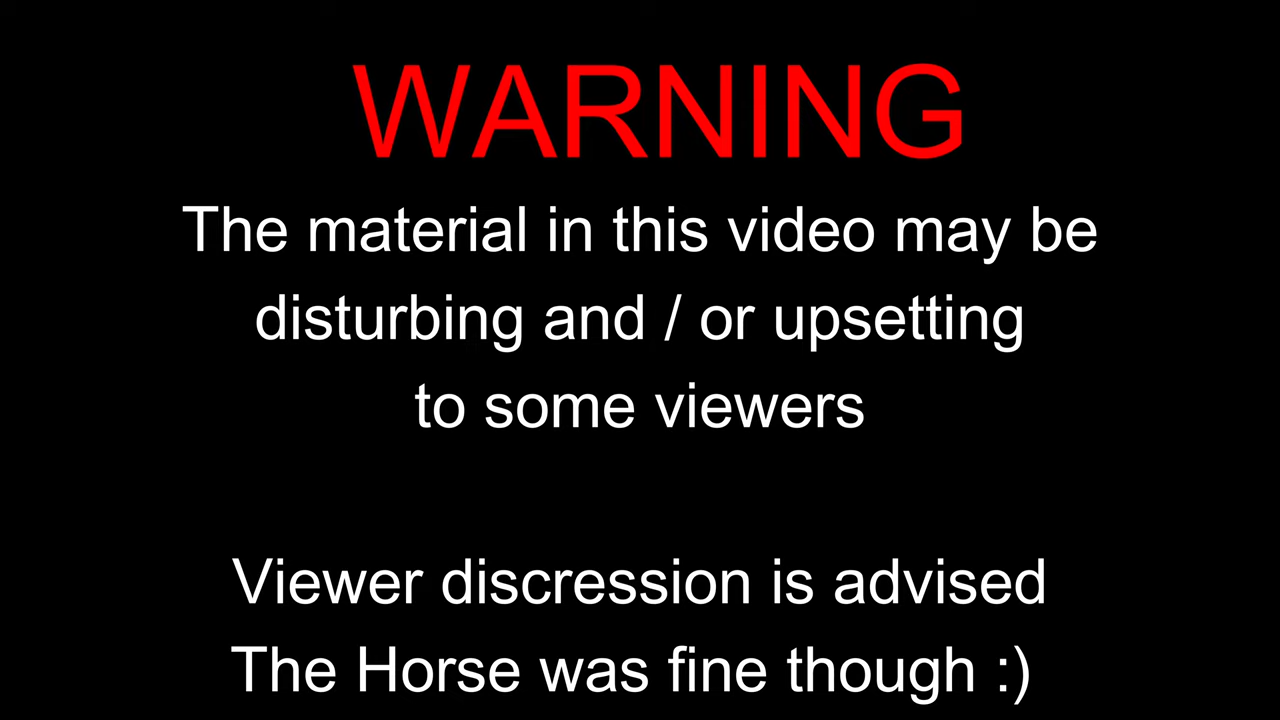 WARNING
The material in this video may be
disturbing and / or upsetting
to some viewers
Viewer discression is advised
The Horse was fine though :)